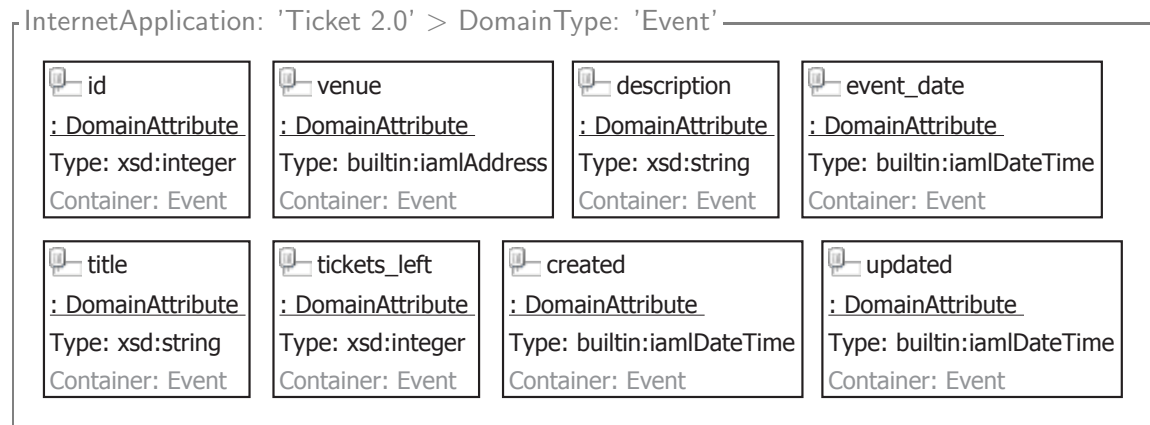 InternetApplication: 'Ticket 2.0' > DomainType: 'Event'
id
: DomainAttribute
Type: xsd:integer
Container: Event
venue
: DomainAttribute
Type: builtin:iamlAddress
Container: Event
description
: DomainAttribute
Type: xsd:string
Container: Event
event_date
: DomainAttribute
Type: builtin:iamlDateTime
Container: Event
title
: DomainAttribute
Type: xsd:string
Container: Event
tickets_left
: DomainAttribute
Type: xsd:integer
Container: Event
created
: DomainAttribute
Type: builtin:iamlDateTime
Container: Event
updated
: DomainAttribute
Type: builtin:iamlDateTime
Container: Event